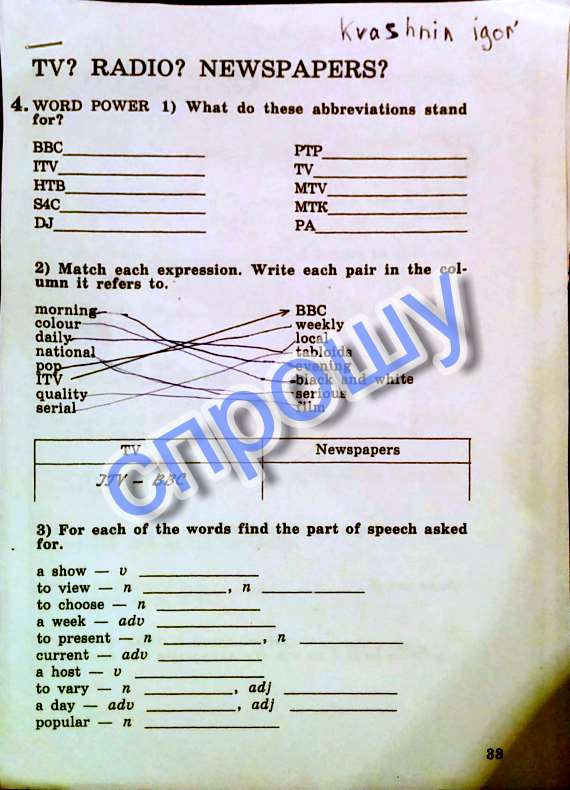 Kvashnin igor'
TV? RADIO? NEWSPAPERS?
4. WORD POWER 1) What do these abbreviations stand
for?
BBC PTP
ITV TV
HTB MTV
S4C MTK
DJ PA
2) Match each expression. Write each pair in the col-
umn it refers to.
morning BBC
colour weekly
daily local
national tabloids
pop evening
ITV black and white
quality serious
serial film
TV Newspapers
ITV – BBC
3) For each of the words find the part of speech asked
for.
a show — v
to view — n , n
to choose — n
a week — adv
to present — n , n
current — adv
a host — v
to vary — n , adj
a day — adv , adj
popular — n
33
спрошу